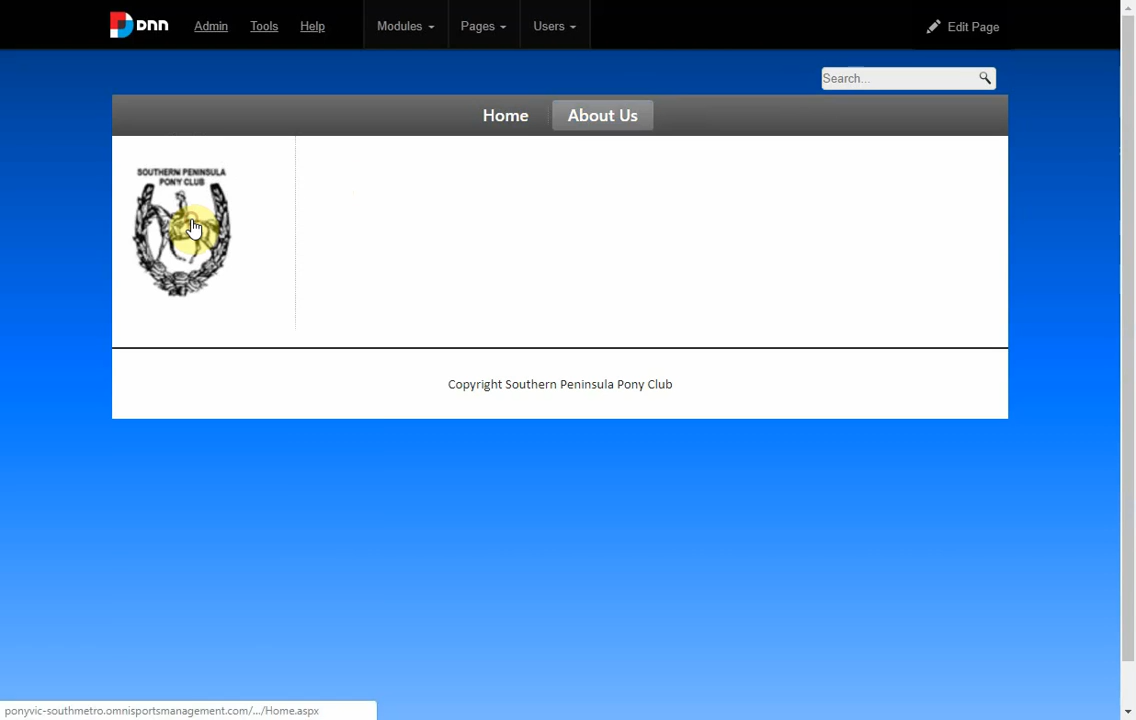 DNN Admin Tools Help Modules Pages Users Edit Page
Search...
Home About Us
SOUTHERN PENINSULA
PONY CLUB
Copyright Southern Peninsula Pony Club
ponyvic-southmetro.omnisportsmanagement.com/.../Home.aspx